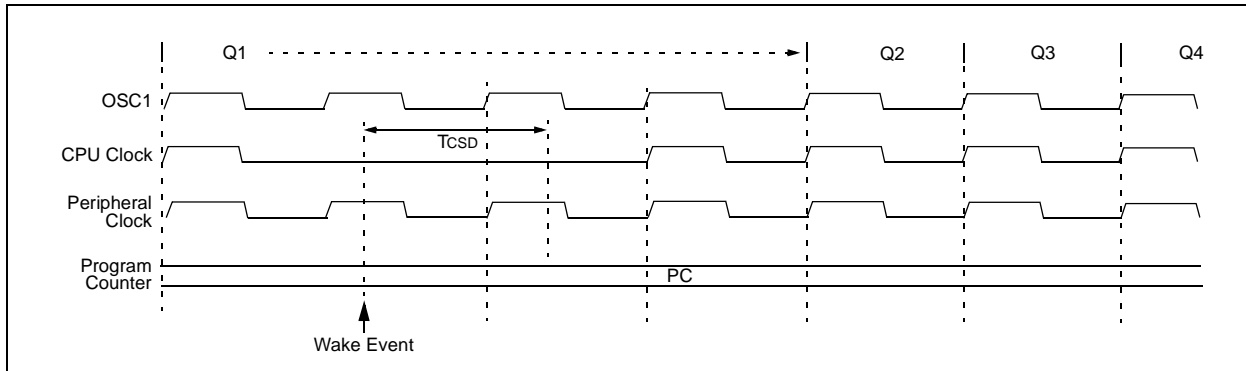 Q1 Q2 Q3 Q4
OSC1
TCSD
CPU Clock
Peripheral
Clock
Program
Counter
PC
Wake Event